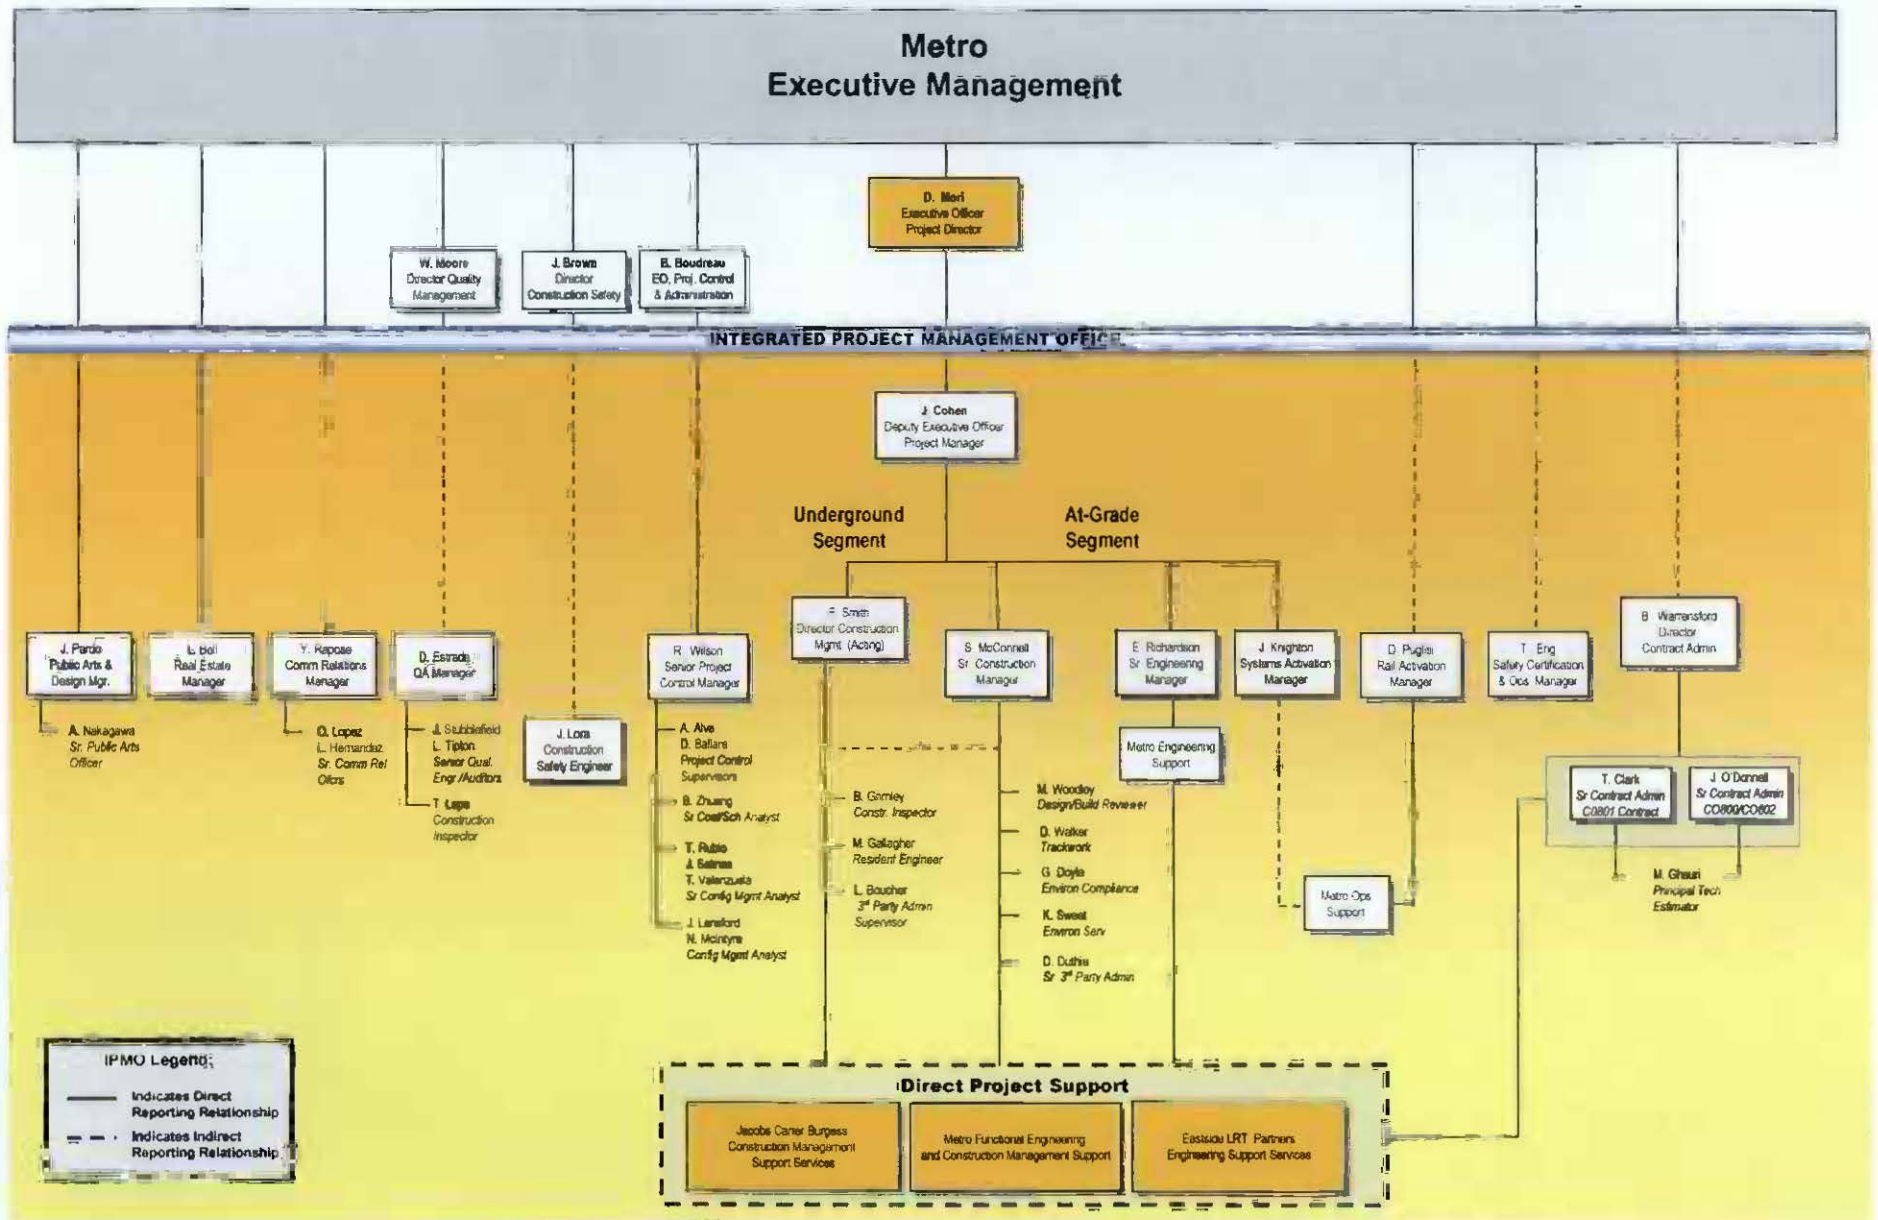 Metro
Executive Management
D. Mori
Executive Officer
Project Director
W. Moore
Director Quality
Management
J. Brown
Director
Construction Safety
B. Boudreau
EO, Proj. Control
& Administration
INTEGRATED PROJECT MANAGEMENT OFFICE
J. Cohen
Deputy Executive Officer
Project Manager
Underground
Segment
At-Grade
Segment
J. Pardo
Public Arts &
Design Mgr.
A. Nakagawa
Sr. Public Arts
Officer
L. Bell
Real Estate
Manager
Y. Rapose
Comm Relations
Manager
O. Lopez
L. Hernandez
Sr. Comm Rel
Ofcrs
D. Estrada
QA Manager
J. Stubblefield
L. Tipton
Senior Qual.
Engr./Auditors
T. Lepe
Construction
Inspector
J. Lora
Construction
Safety Engineer
R. Wilson
Senior Project
Control Manager
A. Alva
D. Ballare
Project Control
Supervisors
B. Zhuang
Sr Cost/Sch Analyst
T. Rubio
J. Salinas
T. Valenzuela
Sr Config Mgmt Analyst
J. Lansford
N. McIntyre
Config Mgmt Analyst
Smith
Director Construction
Mgmt. (Acting)
B. Gormley
Constr. Inspector
M. Gallagher
Resident Engineer
L. Boucher
3rd Party Admin
Supervisor
S. McConnell
Sr. Construction
Manager
M. Woodley
Design/Build Reviewer
D. Walker
Trackwork
G. Doyle
Environ Compliance
K. Sweet
Environ Serv
D. Duthie
Sr 3rd Party Admin
E. Richardson
Sr. Engineering
Manager
Metro Engineering
Support
J. Knighton
Systems Activation
Manager
D. Puglisi
Rail Activation
Manager
Metro Ops
Support
T. Eng
Safety Certification
& Ops. Manager
B. Warrensford
Director
Contract Admin
T. Clark
Sr Contract Admin
C0801 Contract
J. O'Donnell
Sr Contract Admin
CO800/CO802
M. Ghauri
Principal Tech
Estimator
IPMO Legend:
Indicates Direct
Reporting Relationship
Indicates Indirect
Reporting Relationship
Direct Project Support
Jacobs Carter Burgess
Construction Management
Support Services
Metro Functional Engineering
and Construction Management Support
Eastside LRT Partners
Engineering Support Services